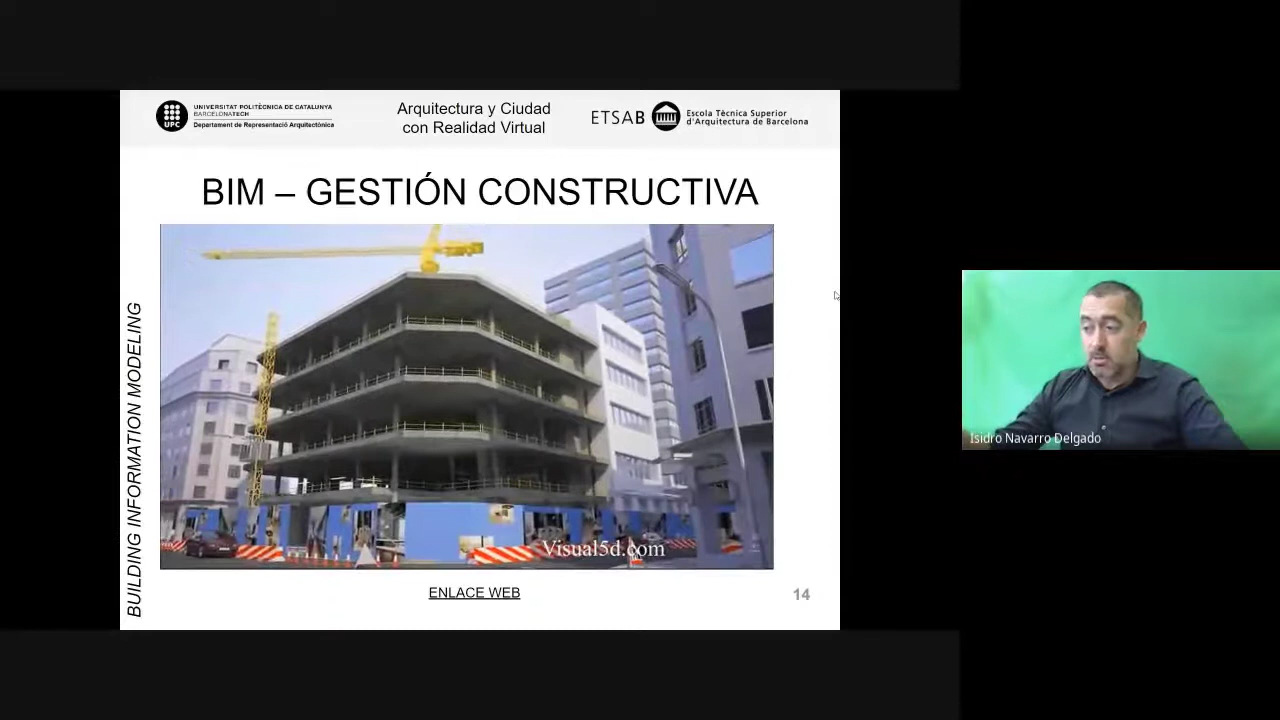 UNIVERSITAT POLITÈCNICA DE CATALUNYA
BARCELONATECH
Departament de Representació Arquitectònica
UPC
Arquitectura y Ciudad
con Realidad Virtual
ETSAB
Escola Tècnica Superior
d'Arquitectura de Barcelona
BIM – GESTIÓN CONSTRUCTIVA
BUILDING INFORMATION MODELING
Visual5d.com
ENLACE WEB
14
Isidro Navarro Delgado